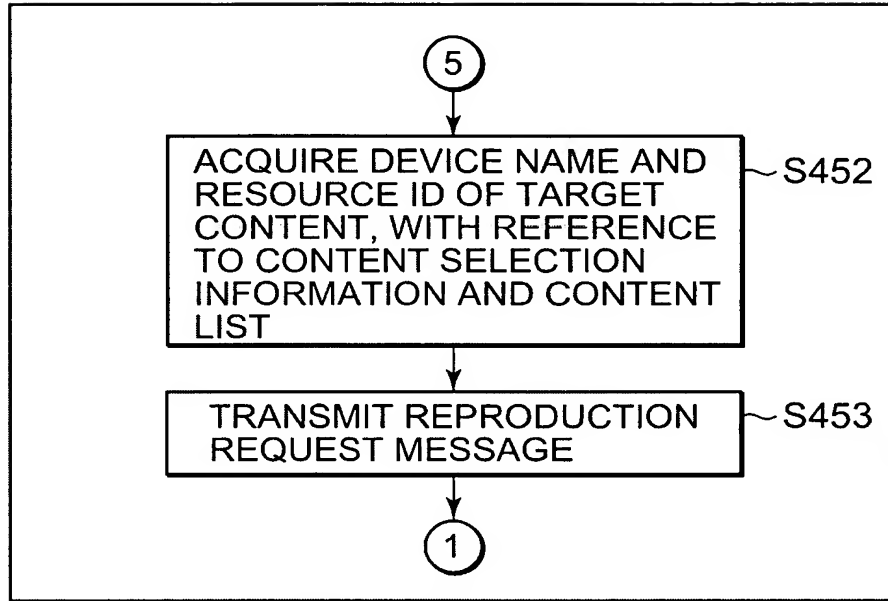 5
ACQUIRE DEVICE NAME AND
RESOURCE ID OF TARGET
CONTENT, WITH REFERENCE
TO CONTENT SELECTION
INFORMATION AND CONTENT
LIST
S452
TRANSMIT REPRODUCTION
REQUEST MESSAGE
S453
1